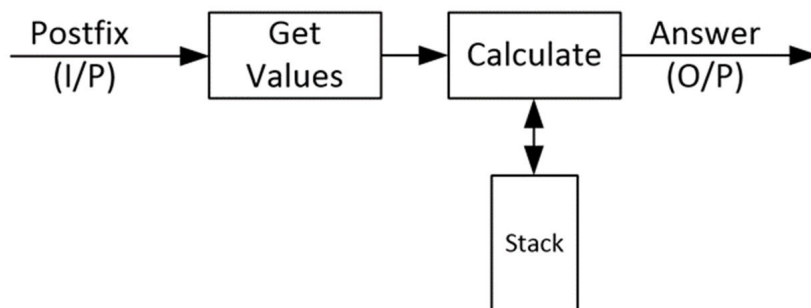 Postfix
(I/P)
Get
Values
Calculate
Answer
(O/P)
Stack